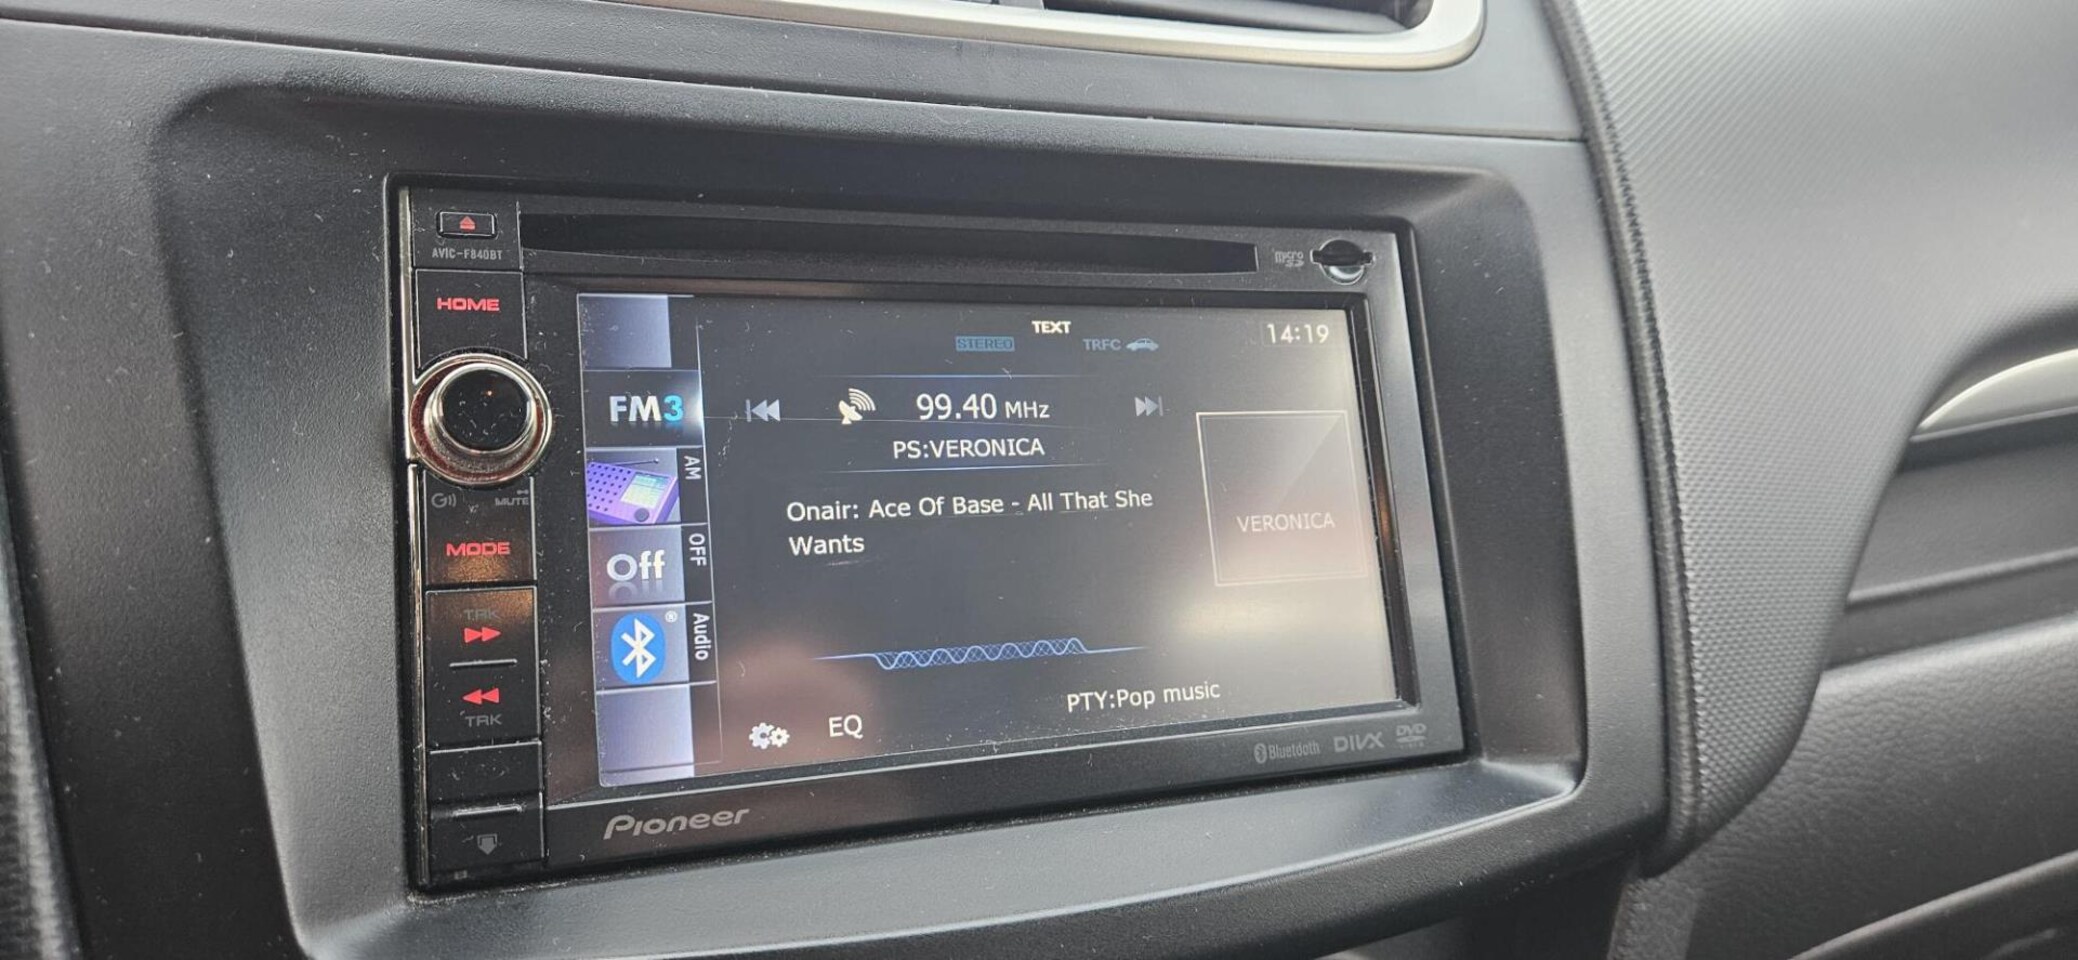 AVIC-F840BT
micro
HOME
TEXT
14:19
STEREO
TRFC
FM3
99.40 MHz
PS:VERONICA
AM
MUTE
Onair: Ace Of Base - All That She
Wants
VERONICA
MODE
OFF
Off
TRK
Audio
TRK
PTY:Pop music
EQ
Bluetooth
DIVX
DVD
Pioneer